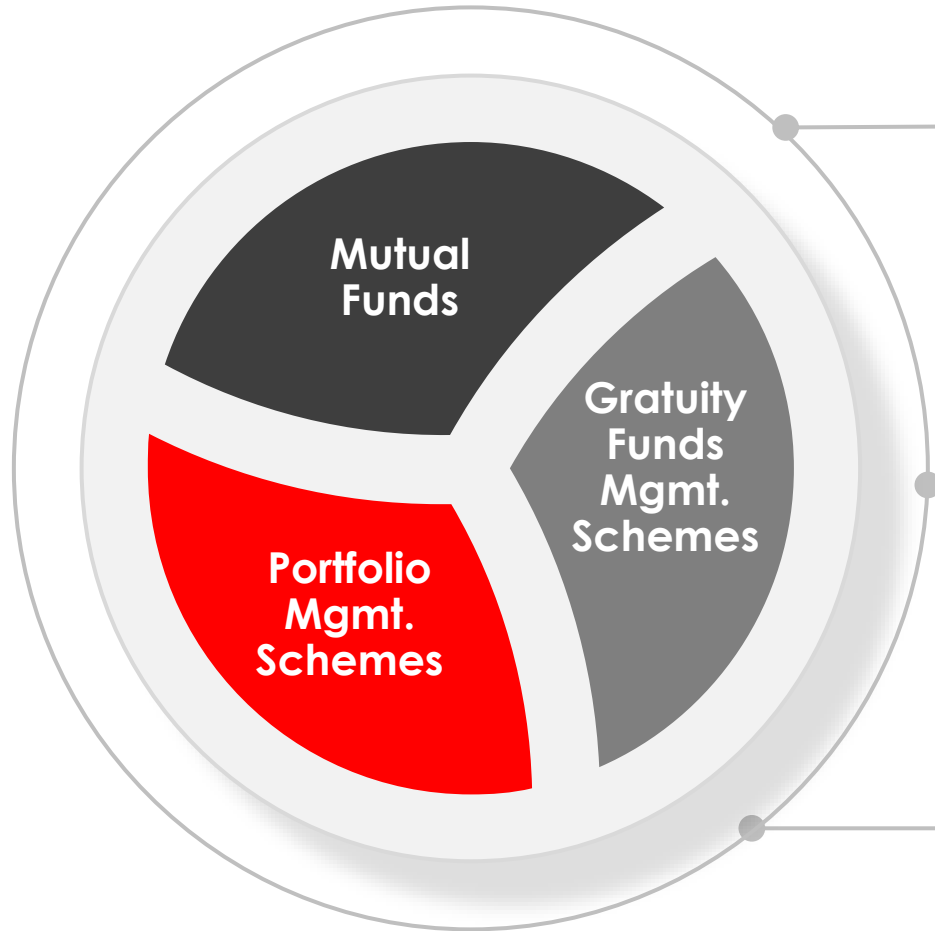 Mutual
Funds
Gratuity
Funds
Mgmt.
Schemes
Portfolio
Mgmt.
Schemes